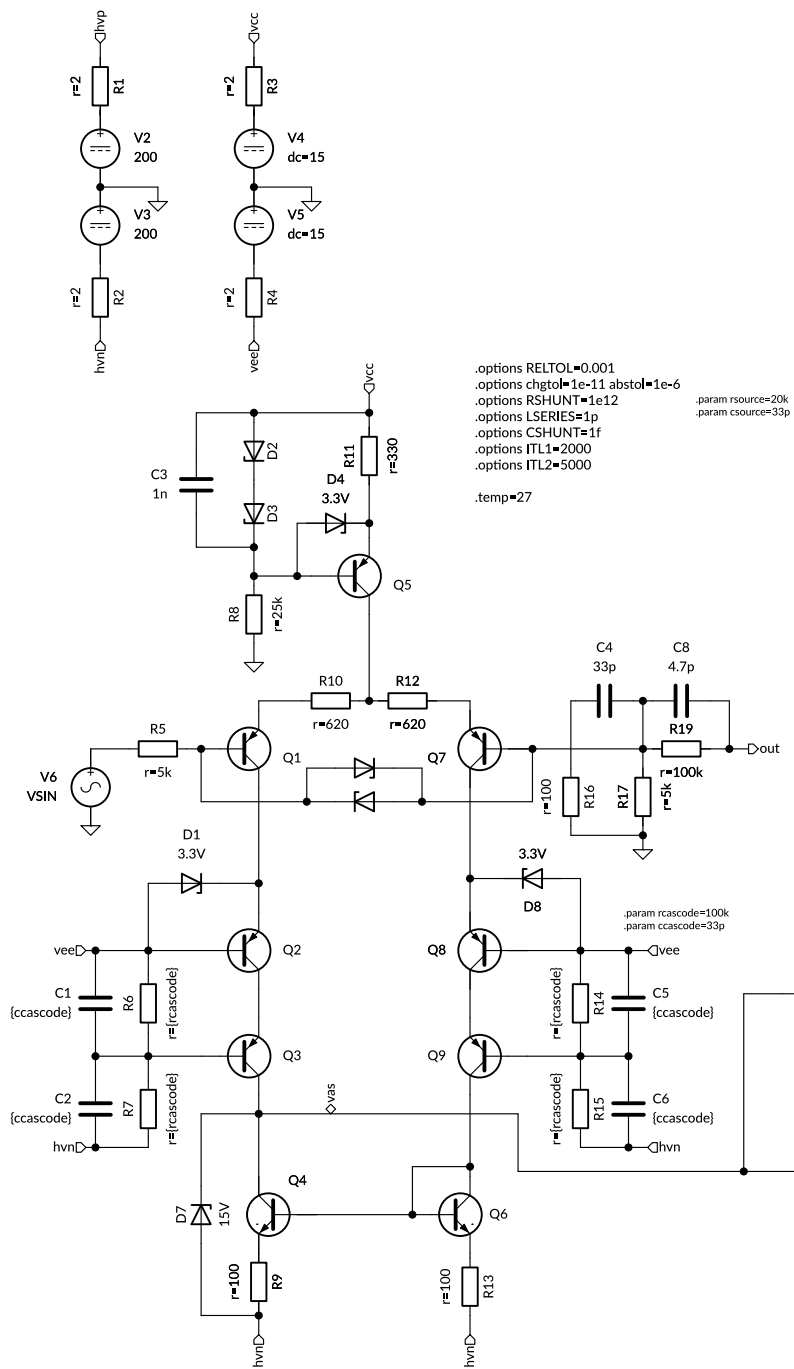 hvp
vcc
r=2
R1
r=2
R3
V2
200
V4
dc=15
V3
200
V5
dc=15
r=2
R2
r=2
R4
hvn
vee
.options RELTOL=0.001
.options chgtol=1e-11 abstol=1e-6
.options RSHUNT=1e12
.options LSERIES=1p
.options CSHUNT=1f
.options ITL1=2000
.options ITL2=5000
.temp=27
.param rsource=20k
.param csource=33p
vcc
D2
R11
r=330
C3
1n
D3
D4
3.3V
Q5
R8
r=25k
R10
r=620
R12
r=620
C4
33p
C8
4.7p
R5
r=5k
Q1
Q7
R19
r=100k
out
V6
VSIN
r=100
R16
R17
r=5k
D1
3.3V
3.3V
D8
.param rcascode=100k
.param ccascode=33p
vee
Q2
Q8
vee
C1
{ccascode}
R6
r={rcascode}
r={rcascode}
R14
C5
{ccascode}
Q3
Q9
C2
{ccascode}
R7
r={rcascode}
vas
r={rcascode}
R15
C6
{ccascode}
hvn
hvn
Q4
D7
15V
Q6
r=100
R9
r=100
R13
hvn
hvn